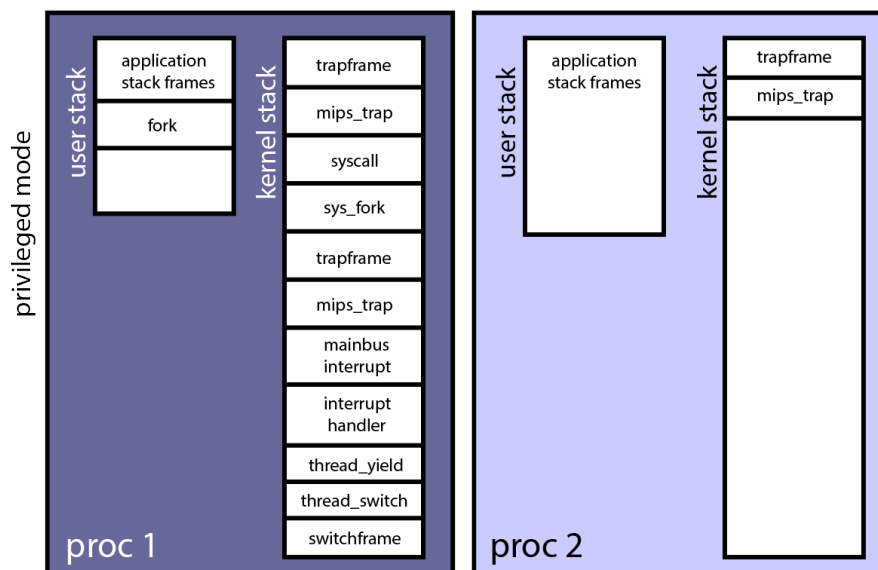 privileged mode
user stack
application
stack frames
fork
kernel stack
trapframe
mips_trap
syscall
sys_fork
trapframe
mips_trap
mainbus
interrupt
interrupt
handler
thread_yield
thread_switch
switchframe
proc 1
user stack
application
stack frames
kernel stack
trapframe
mips_trap
proc 2